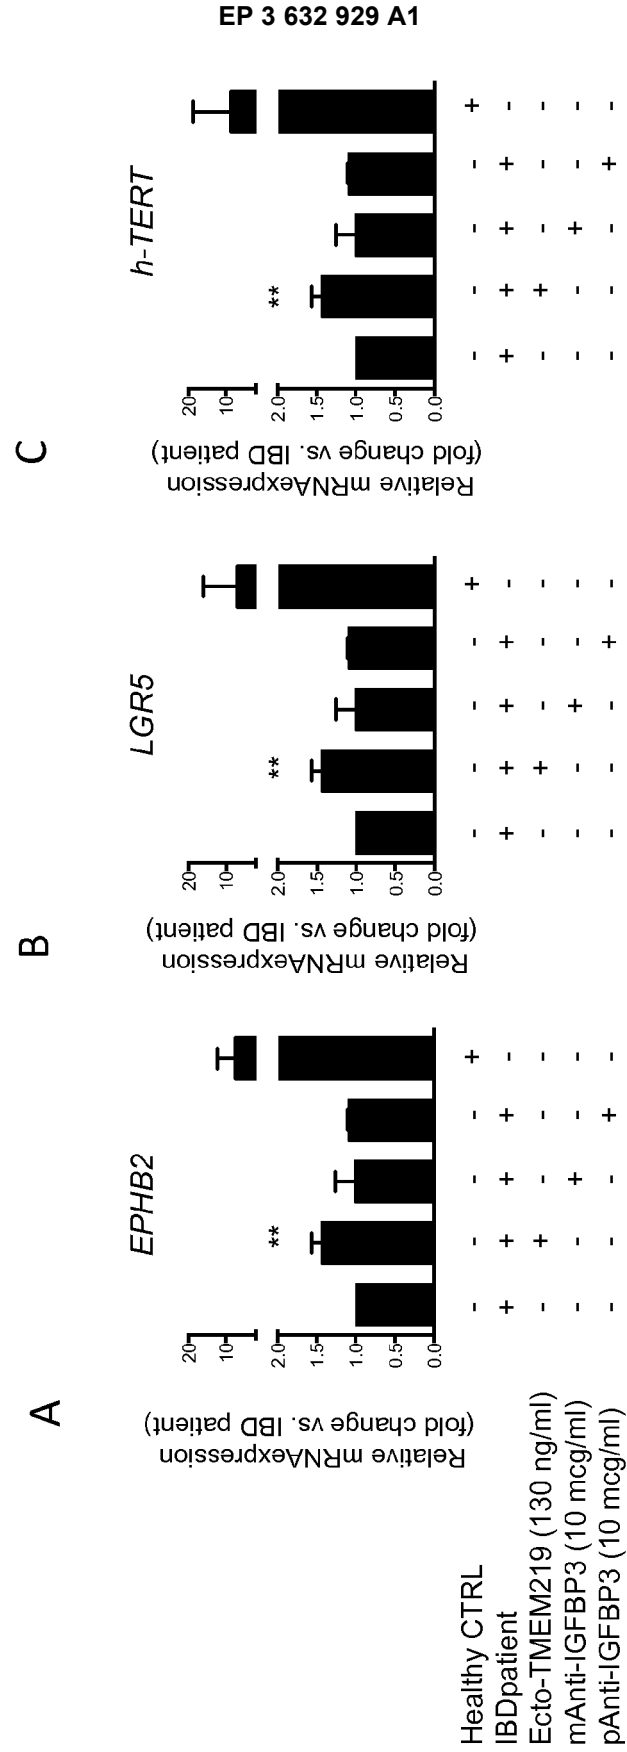 EP 3 632 929 A1
A
EPHB2
Relative mRNAexpression
(fold change vs. IBD patient)
20
10
2.0
1.5
1.0
0.5
0.0
**
B
LGR5
Relative mRNAexpression
(fold change vs. IBD patient)
20
10
2.0
1.5
1.0
0.5
0.0
**
C
h-TERT
Relative mRNAexpression
(fold change vs. IBD patient)
20
10
2.0
1.5
1.0
0.5
0.0
**
Healthy CTRL - - - - + - - - - + - - - - +
IBDpatient + + + + - + + + + - + + + + -
Ecto-TMEM219 (130 ng/ml) - + - - - - + - - - - + - - -
mAnti-IGFBP3 (10 mcg/ml) - - + - - - - + - - - - + - -
pAnti-IGFBP3 (10 mcg/ml) - - - + - - - - + - - - - + -